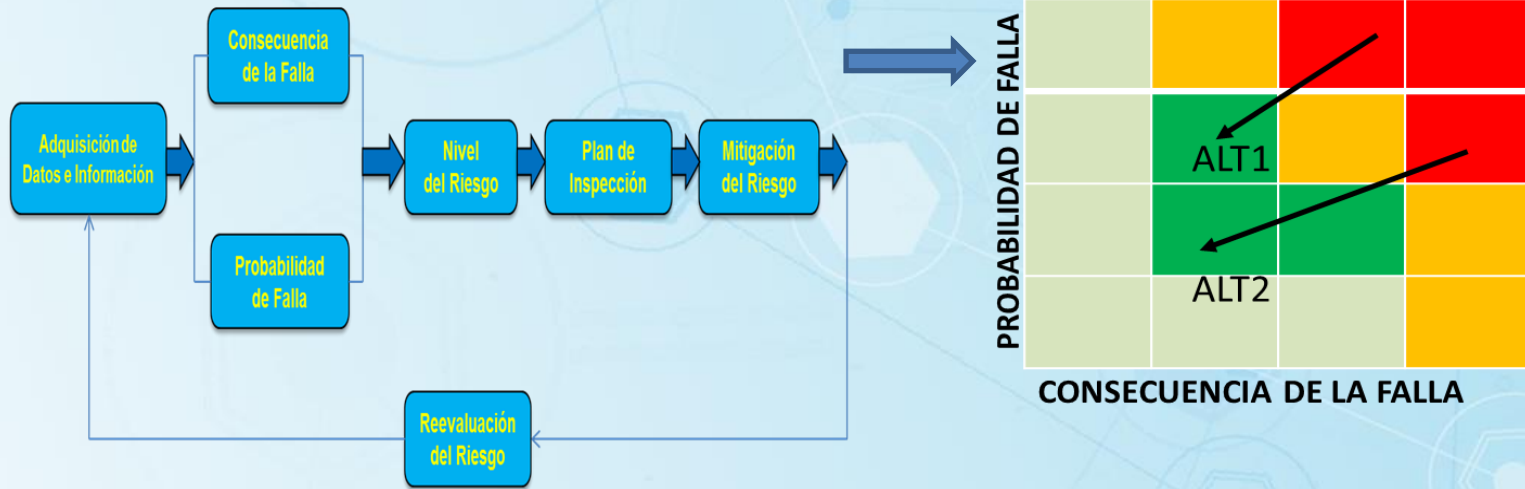 Adquisición de
Datos e Información
Consecuencia
de la Falla
Probabilidad
de Falla
Nivel
del Riesgo
Plan de
Inspección
Mitigación
del Riesgo
Reevaluación
del Riesgo
PROBABILIDAD DE FALLA
ALT1
ALT2
CONSECUENCIA DE LA FALLA